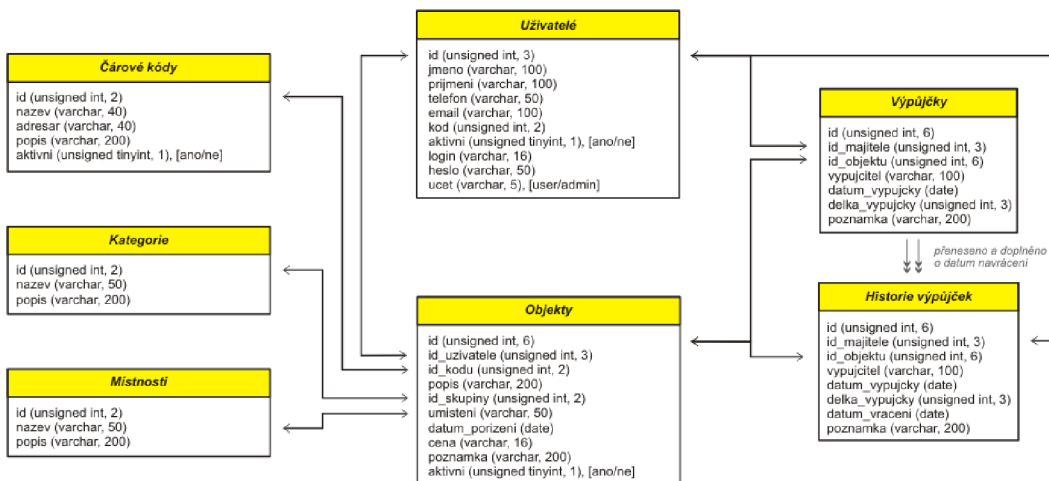 Čárové kódy
id (unsigned int, 2)
nazev (varchar, 40)
adresar (varchar, 40)
popis (varchar, 200)
aktivni (unsigned tinyint, 1), [ano/ne]
Kategorie
id (unsigned int, 2)
nazev (varchar, 50)
popis (varchar, 200)
Místnosti
id (unsigned int, 2)
nazev (varchar, 50)
popis (varchar, 200)
Uživatelé
id (unsigned int, 3)
jmeno (varchar, 100)
prijmeni (varchar, 100)
telefon (varchar, 50)
email (varchar, 100)
kod (unsigned int, 2)
aktivni (unsigned tinyint, 1), [ano/ne]
login (varchar, 16)
heslo (varchar, 50)
ucet (varchar, 5), [user/admin]
Objekty
id (unsigned int, 6)
id_uzivatele (unsigned int, 3)
id_kodu (unsigned int, 2)
popis (varchar, 200)
id_skupiny (unsigned int, 2)
umisteni (varchar, 50)
datum_porizeni (date)
cena (varchar, 16)
poznamka (varchar, 200)
aktivni (unsigned tinyint, 1), [ano/ne]
Výpůjčky
id (unsigned int, 6)
id_majitele (unsigned int, 3)
id_objektu (unsigned int, 6)
vypujcitel (varchar, 100)
datum_vypujcky (date)
delka_vypujcky (unsigned int, 3)
poznamka (varchar, 200)
přeneseno a doplněno
o datum navrácení
Historie výpůjček
id (unsigned int, 6)
id_majitele (unsigned int, 3)
id_objektu (unsigned int, 6)
vypujcitel (varchar, 100)
datum_vypujcky (date)
delka_vypujcky (unsigned int, 3)
datum_vraceni (date)
poznamka (varchar, 200)